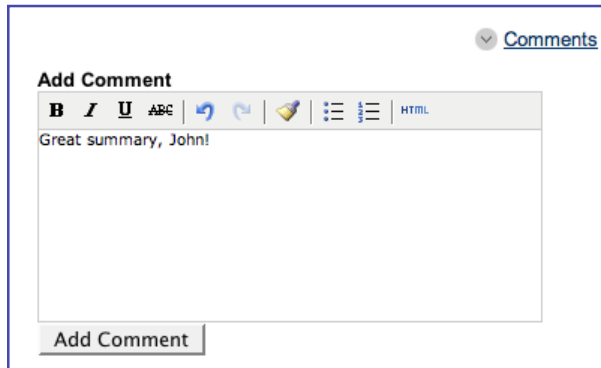 Comments
Add Comment
B I U ABC HTML
Great summary, John!
Add Comment